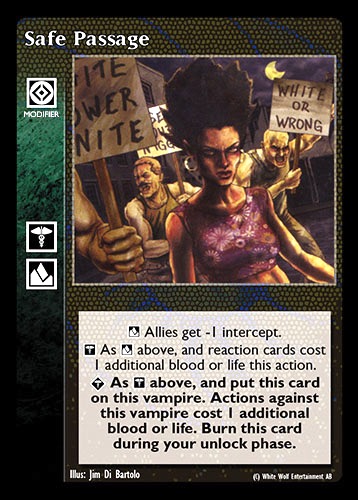 Safe Passage
MODIFIER
ITE
OWER
NITE
WHITE
OR
WRONG
Allies get -1 intercept.
As above, and reaction cards cost
1 additional blood or life this action.
As above, and put this card
on this vampire. Actions against
this vampire cost 1 additional
blood or life. Burn this card
during your unlock phase.
Illus: Jim Di Bartolo
(C) White Wolf Entertainment AB